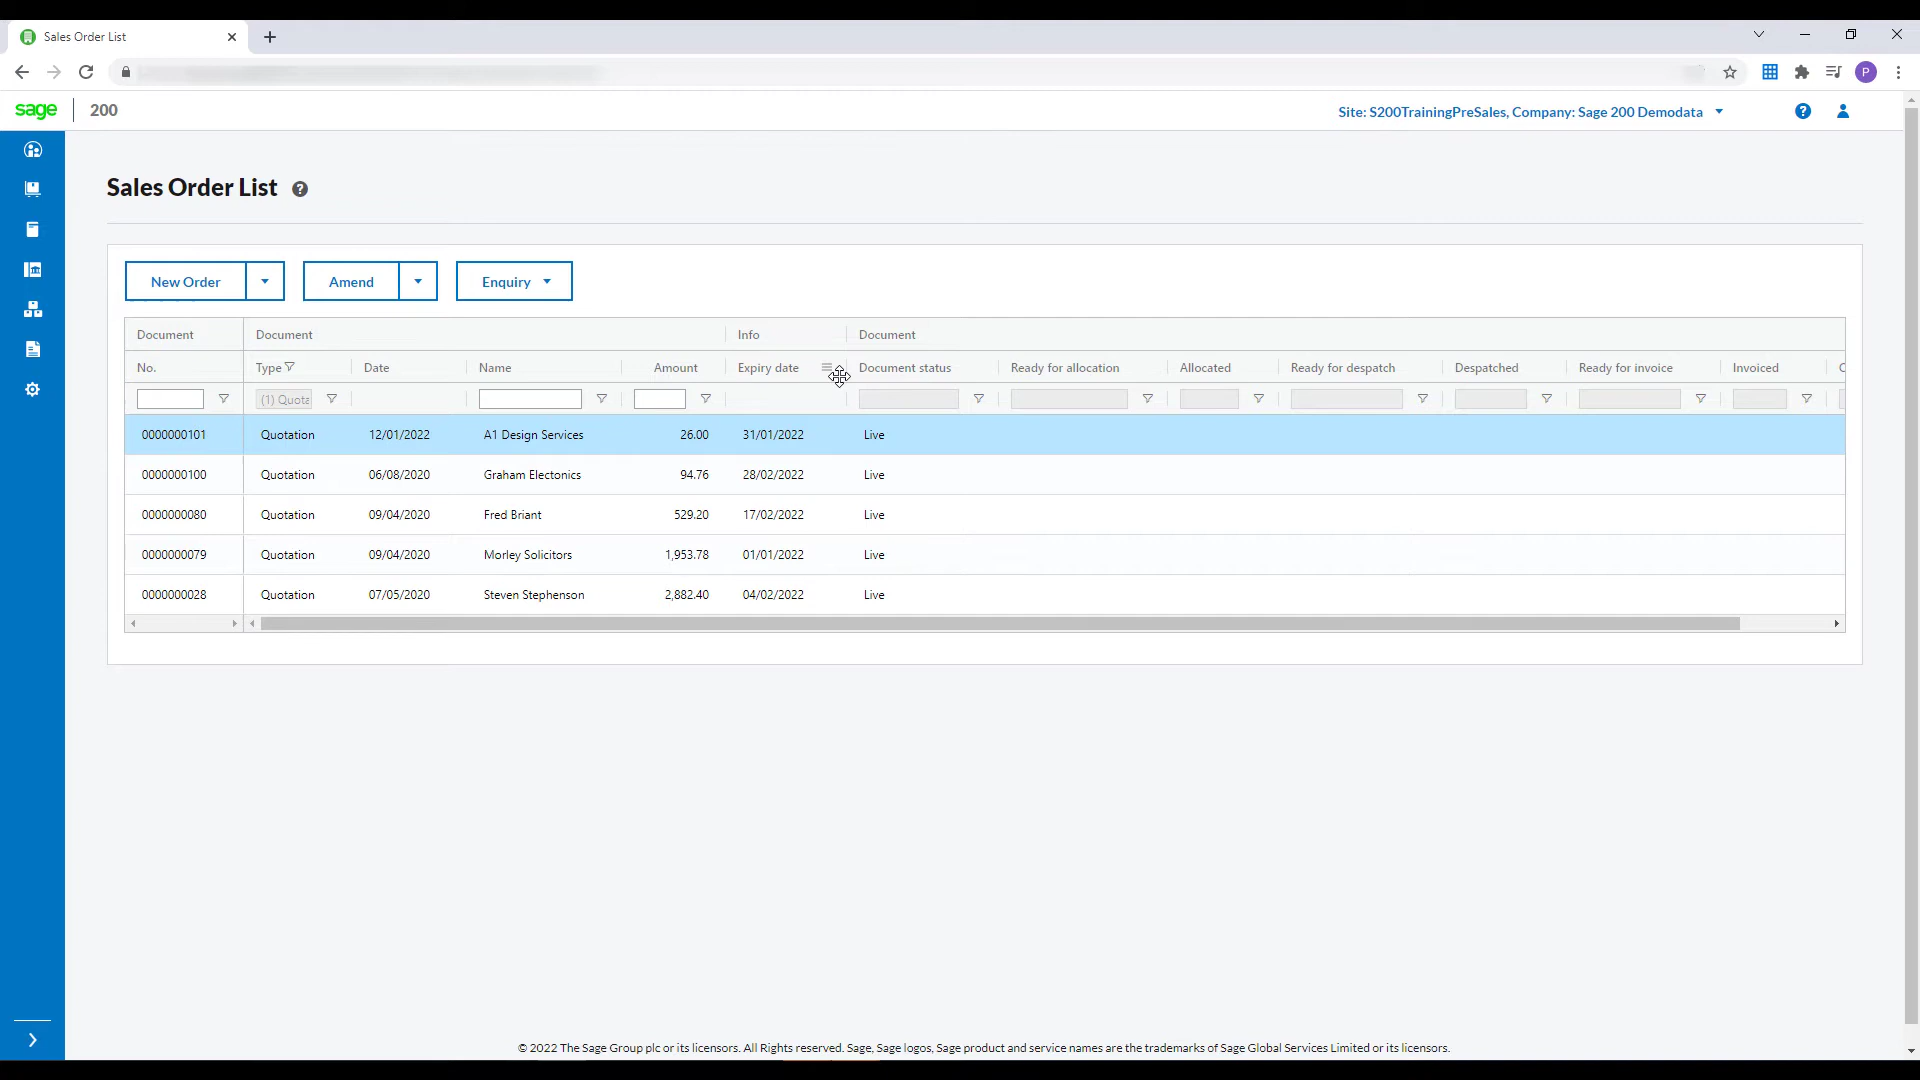 Sales Order List
P
sage 200
Site: S200TrainingPreSales, Company: Sage 200 Demodata
Sales Order List
New Order Amend Enquiry
Document Document Info Document
No. Type Date Name Amount Expiry date Document status Ready for allocation Allocated Ready for despatch Despatched Ready for invoice Invoiced
(1) Quota
0000000101 Quotation 12/01/2022 A1 Design Services 26.00 31/01/2022 Live
0000000100 Quotation 06/08/2020 Graham Electonics 94.76 28/02/2022 Live
0000000080 Quotation 09/04/2020 Fred Briant 529.20 17/02/2022 Live
0000000079 Quotation 09/04/2020 Morley Solicitors 1,953.78 01/01/2022 Live
0000000028 Quotation 07/05/2020 Steven Stephenson 2,882.40 04/02/2022 Live
© 2022 The Sage Group plc or its licensors. All Rights reserved. Sage, Sage logos, Sage product and service names are the trademarks of Sage Global Services Limited or its licensors.